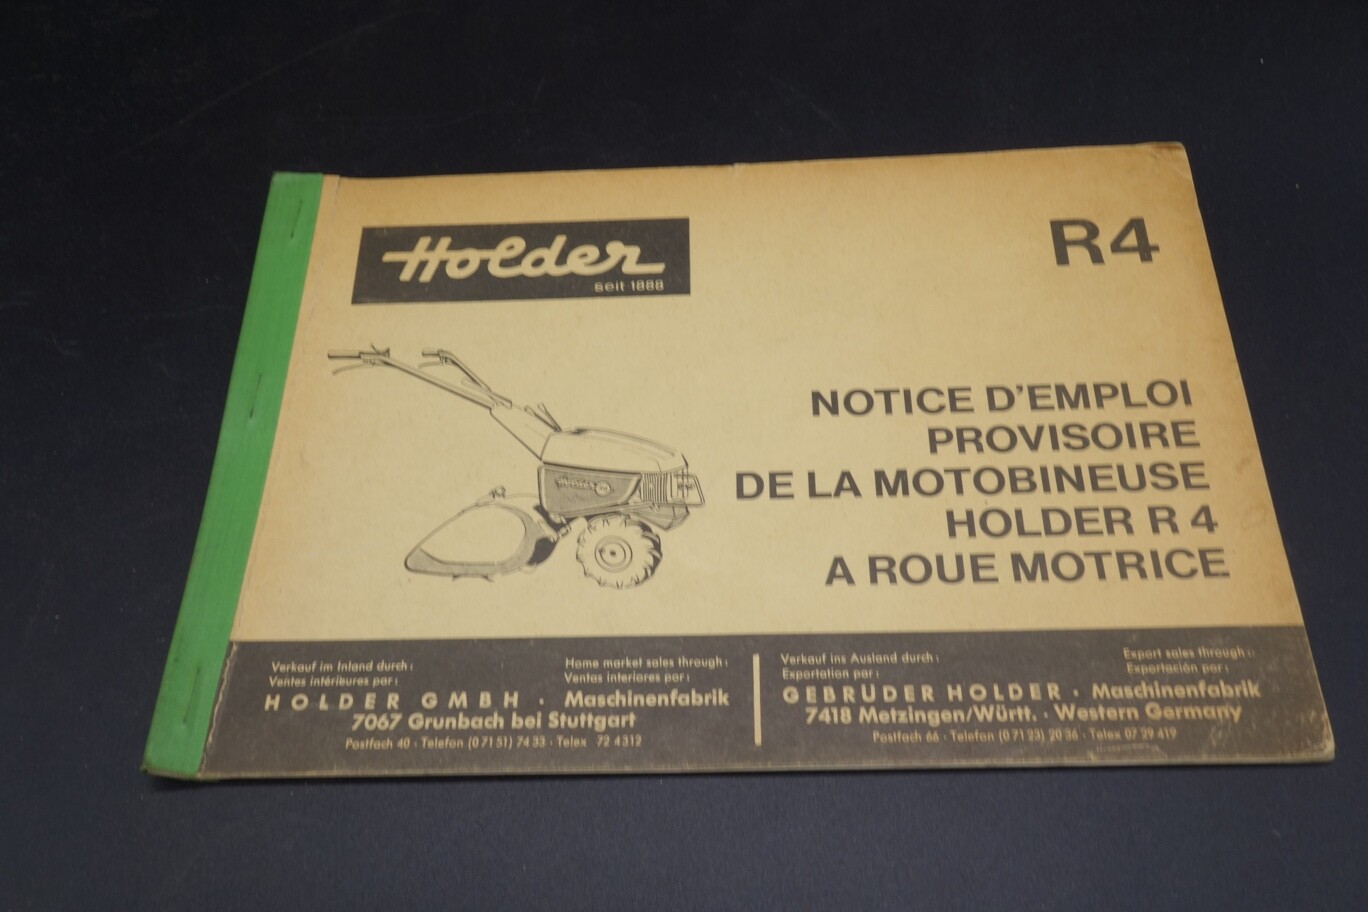 Holder
seit 1888
R4
NOTICE D'EMPLOI
PROVISOIRE
DE LA MOTOBINEUSE
HOLDER R 4
A ROUE MOTRICE
Verkauf im Inland durch:
Ventes intérieures par:
Home market sales through:
Ventas interiores par:
HOLDER GMBH · Maschinenfabrik
7067 Grunbach bei Stuttgart
Postfach 40 · Telefon (0 71 51) 74 33 · Telex 72 4312
Verkauf ins Ausland durch:
Exportation par:
Export sales through:
Exportación par:
GEBRÜDER HOLDER · Maschinenfabrik
7418 Metzingen/Württ. · Western Germany
Postfach 66 · Telefon (0 71 23) 20 36 · Telex 07 29 419